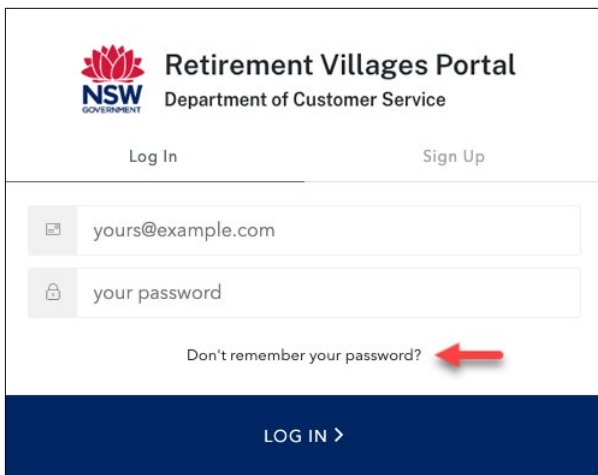 Retirement Villages Portal
NSW
GOVERNMENT
Department of Customer Service
Log In
Sign Up
yours@example.com
your password
Don't remember your password?
LOG IN >